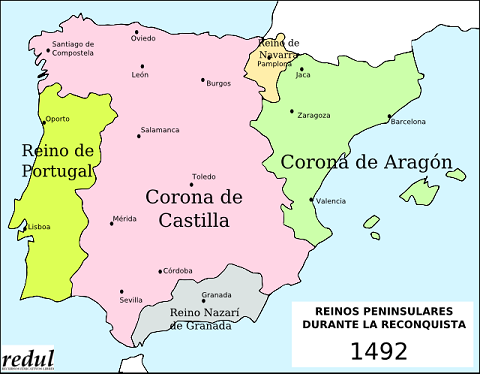 Santiago de
Compostela
Oviedo
León
Burgos
Reino de
Navarra
Pamplona
Jaca
Oporto
Zaragoza
Barcelona
Salamanca
Reino de
Portugal
Corona de Aragón
Toledo
Corona de
Castilla
Valencia
Mérida
Lisboa
Córdoba
Sevilla
Granada
Reino Nazarí
de Granada
REINOS PENINSULARES
DURANTE LA RECONQUISTA
1492
redul